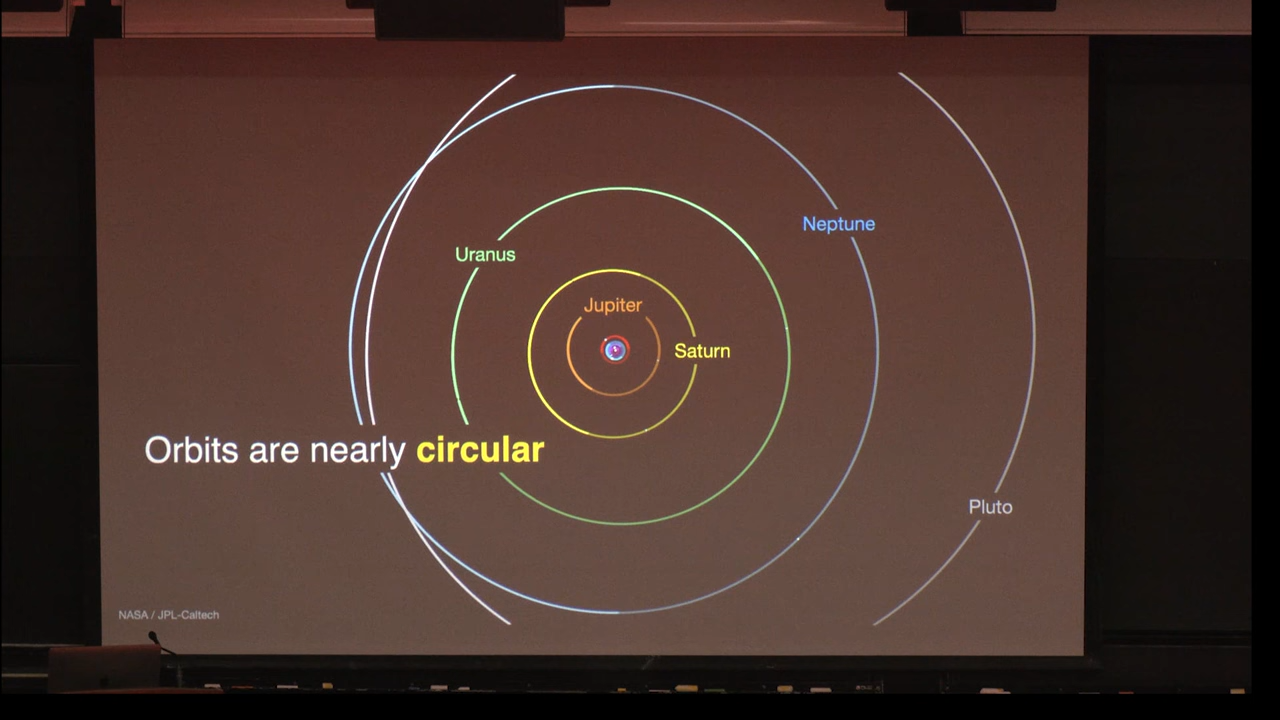 Neptune
Uranus
Jupiter
Saturn
Orbits are nearly circular
Pluto
NASA / JPL-Caltech